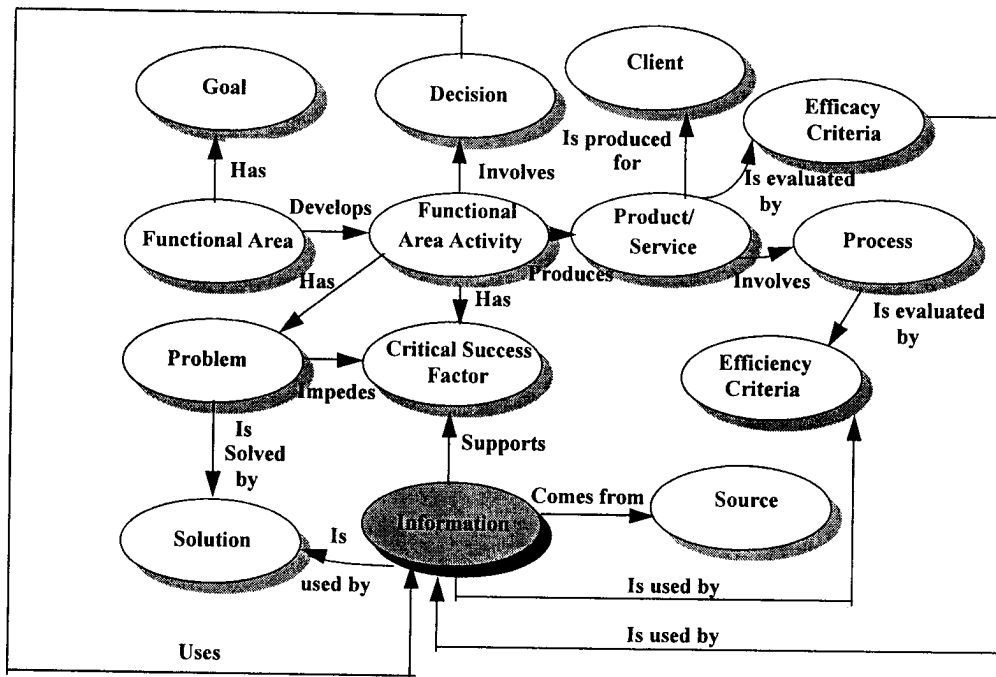 Goal
Decision
Client
Efficacy
Criteria
Is produced
for
Has
Involves
Is evaluated
by
Develops
Functional Area
Functional
Area Activity
Product/
Service
Process
Has
Has
Produces
Involves
Is evaluated
by
Problem
Critical Success
Factor
Impedes
Efficiency
Criteria
Is
Solved
by
Supports
Comes from
Source
Information
Solution
Is
used by
Is used by
Is used by
Uses